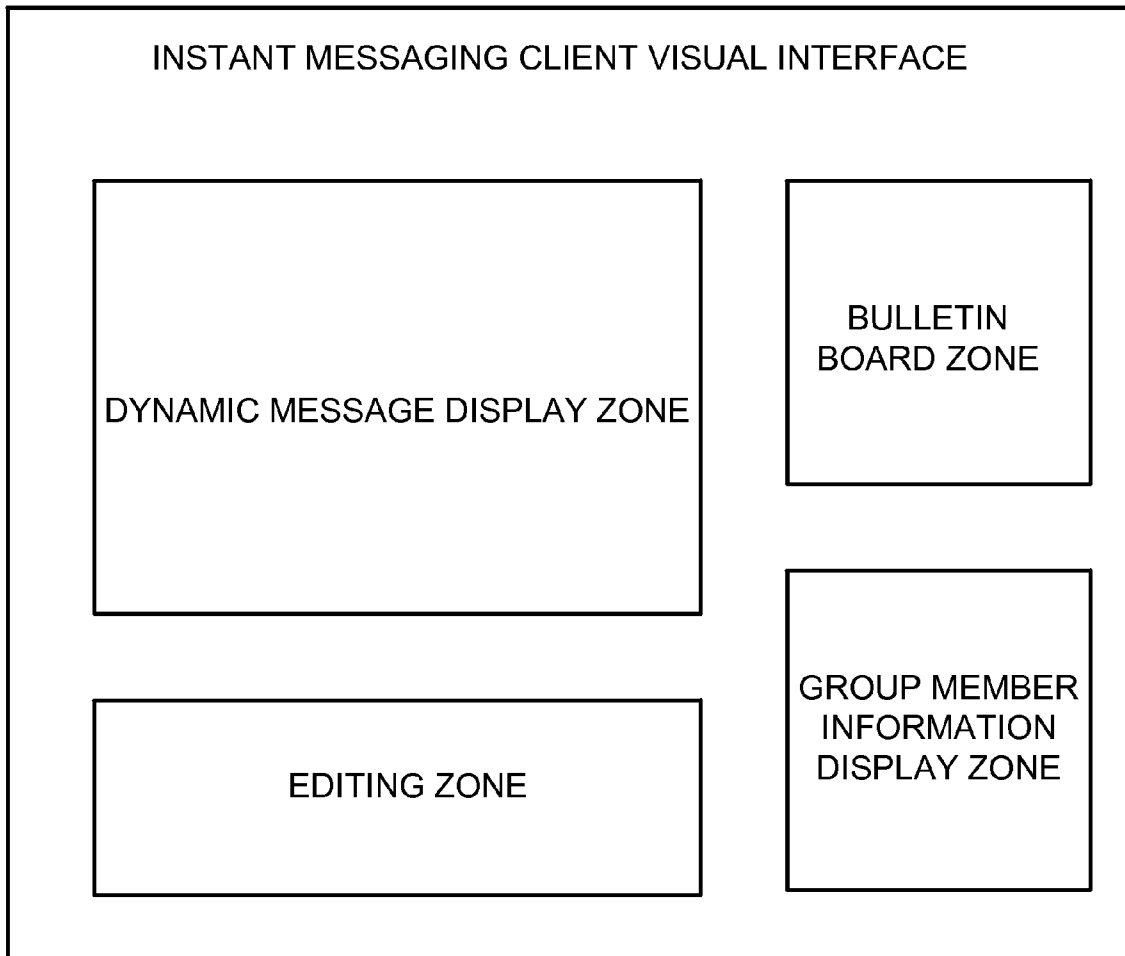 INSTANT MESSAGING CLIENT VISUAL INTERFACE
DYNAMIC MESSAGE DISPLAY ZONE
BULLETIN
BOARD ZONE
EDITING ZONE
GROUP MEMBER
INFORMATION
DISPLAY ZONE